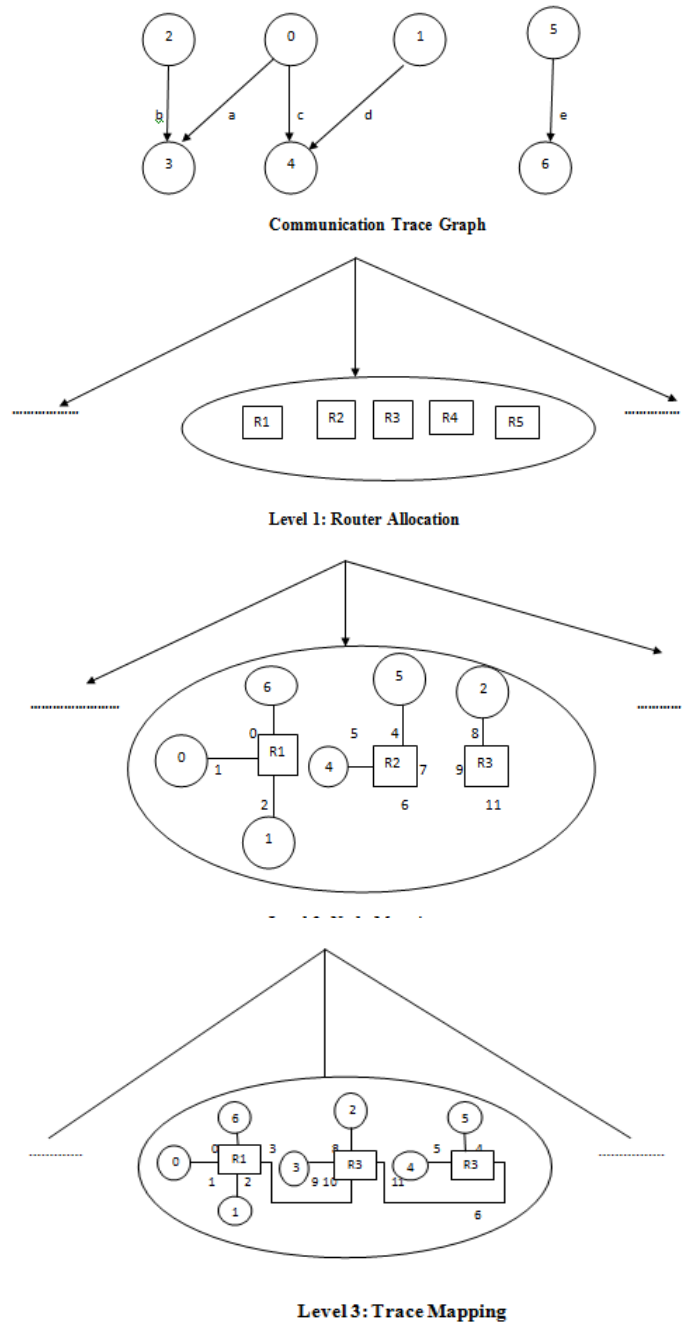 2 0 1 5
b a c d e
3 4 6
Communication Trace Graph
R1 R2 R3 R4 R5
Level 1: Router Allocation
6 5 2
0 5 4 8
0 R1 4 R2 7 9 R3
1
2 6 11
1
6 2 5
0 3 8 5 4
0 R1 3 R3 4 R3
1 2 9 10 11
1 6
Level 3: Trace Mapping